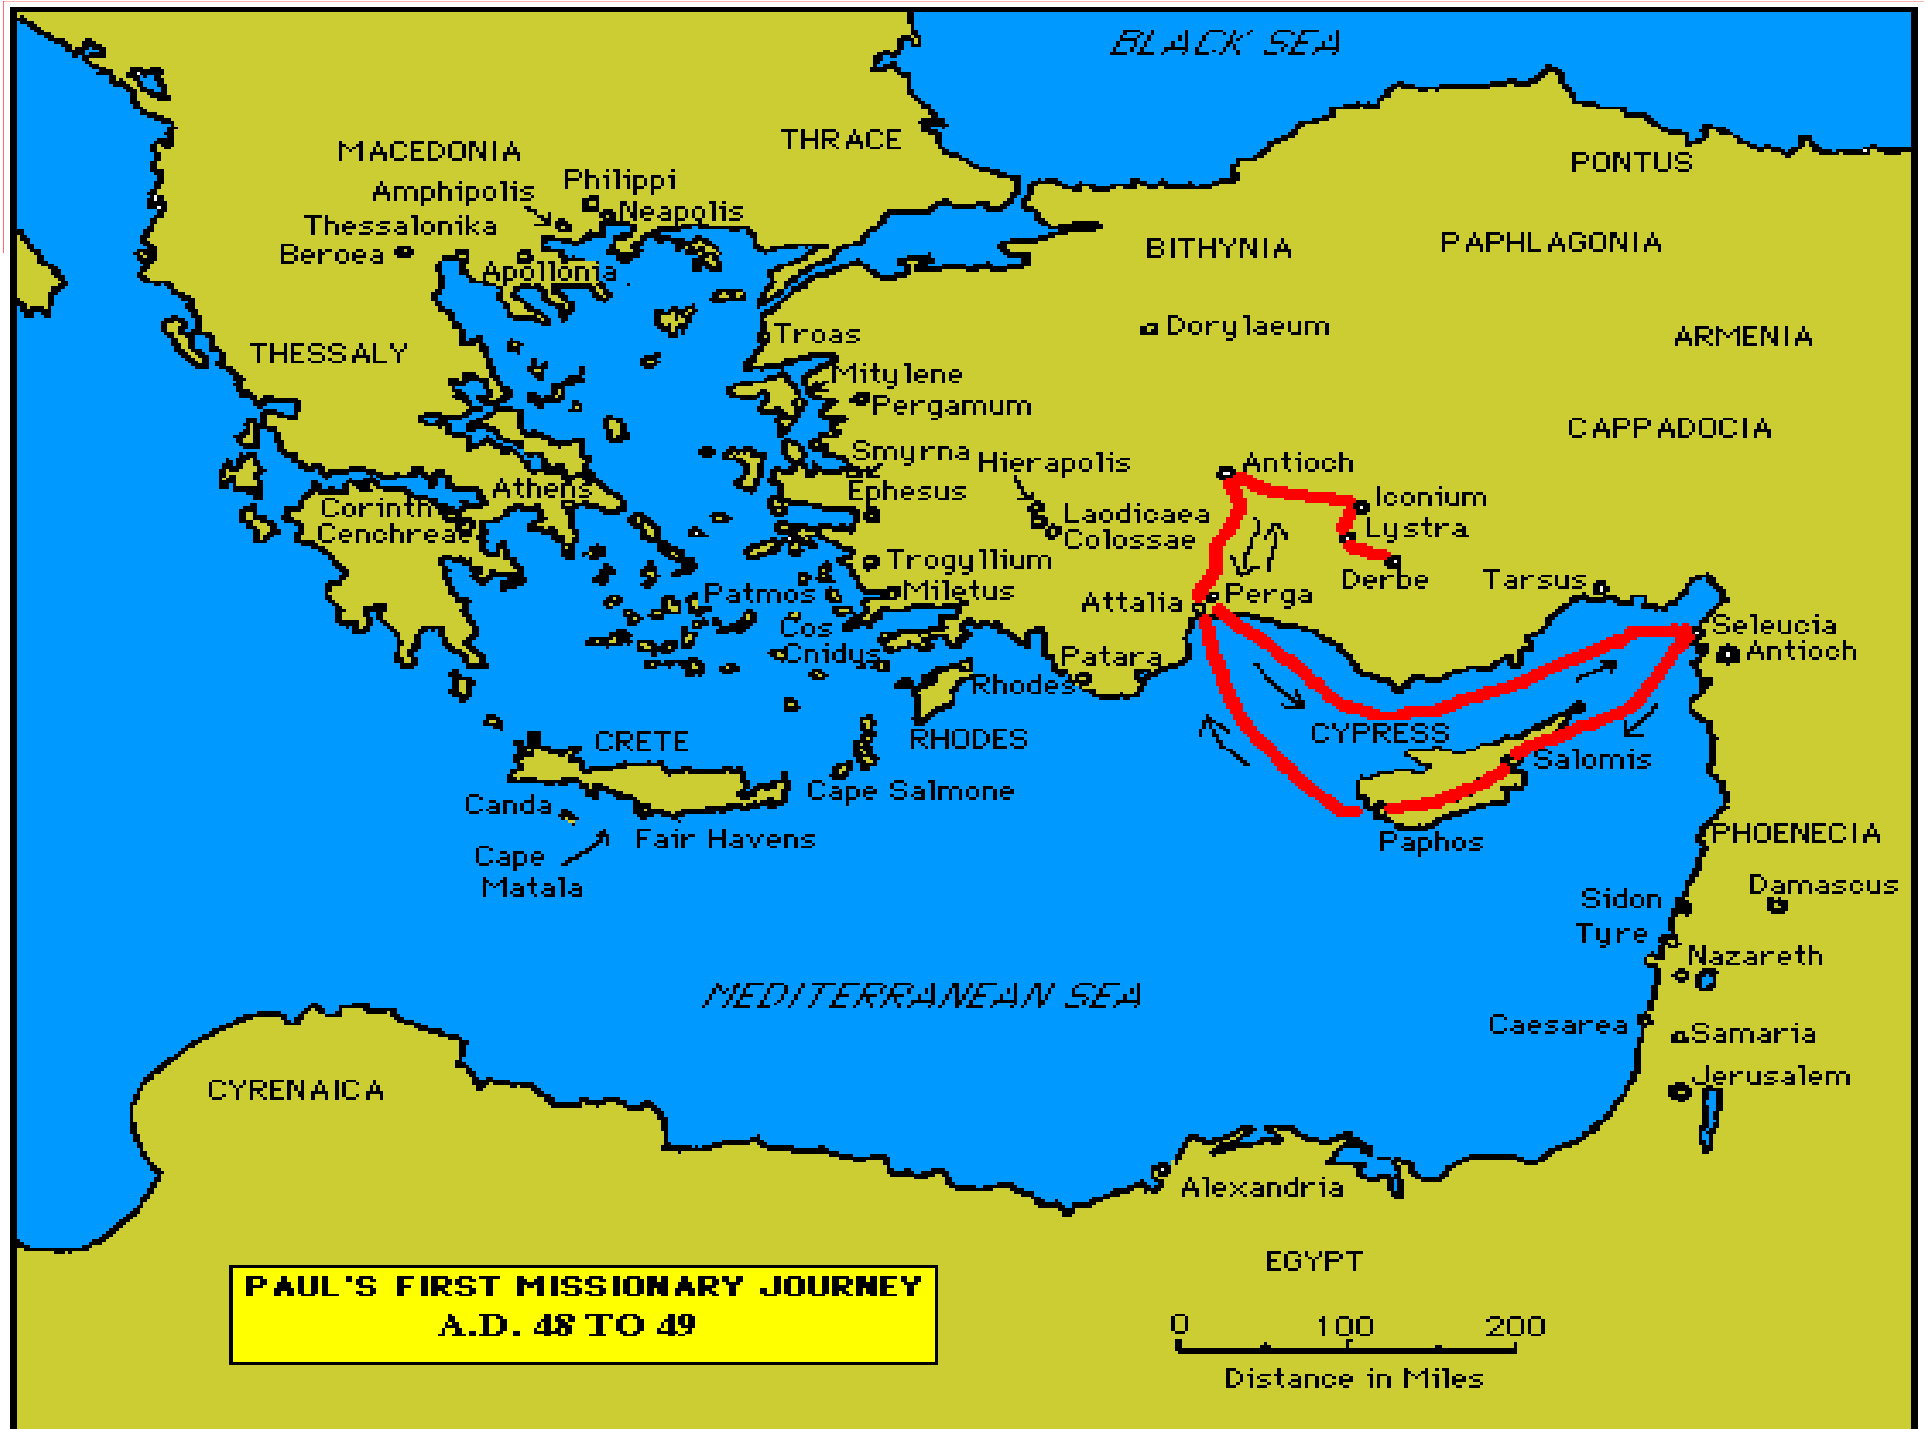 BLACK SEA
THRACE
MACEDONIA
PONTUS
Philippi
Amphipolis
Neapolis
Thessalonika
BITHYNIA
PAPHLAGONIA
Beroea
Apollonia
Dorylaeum
Troas
ARMENIA
THESSALY
Mitylene
Pergamum
CAPPADOCIA
Smyrna
Hierapolis
Antioch
Athens
Ephesus
Iconium
Corinth
Laodicaea
Lystra
Cenchreae
Colossae
Trogyllium
Derbe
Tarsus
Patmos
Miletus
Attalia
Perga
Cos
Seleucia
Cnidys
Patara
Antioch
Rhodes
CRETE
RHODES
CYPRESS
Salomis
Canda
Cape Salmone
Fair Havens
Paphos
PHOENECIA
Cape
Matala
Damascus
Sidon
Tyre
Nazareth
MEDITERRANEAN SEA
Caesarea
Samaria
Jerusalem
CYRENAICA
Alexandria
EGYPT
PAUL'S FIRST MISSIONARY JOURNEY
A.D. 48 TO 49
0 100 200
Distance in Miles